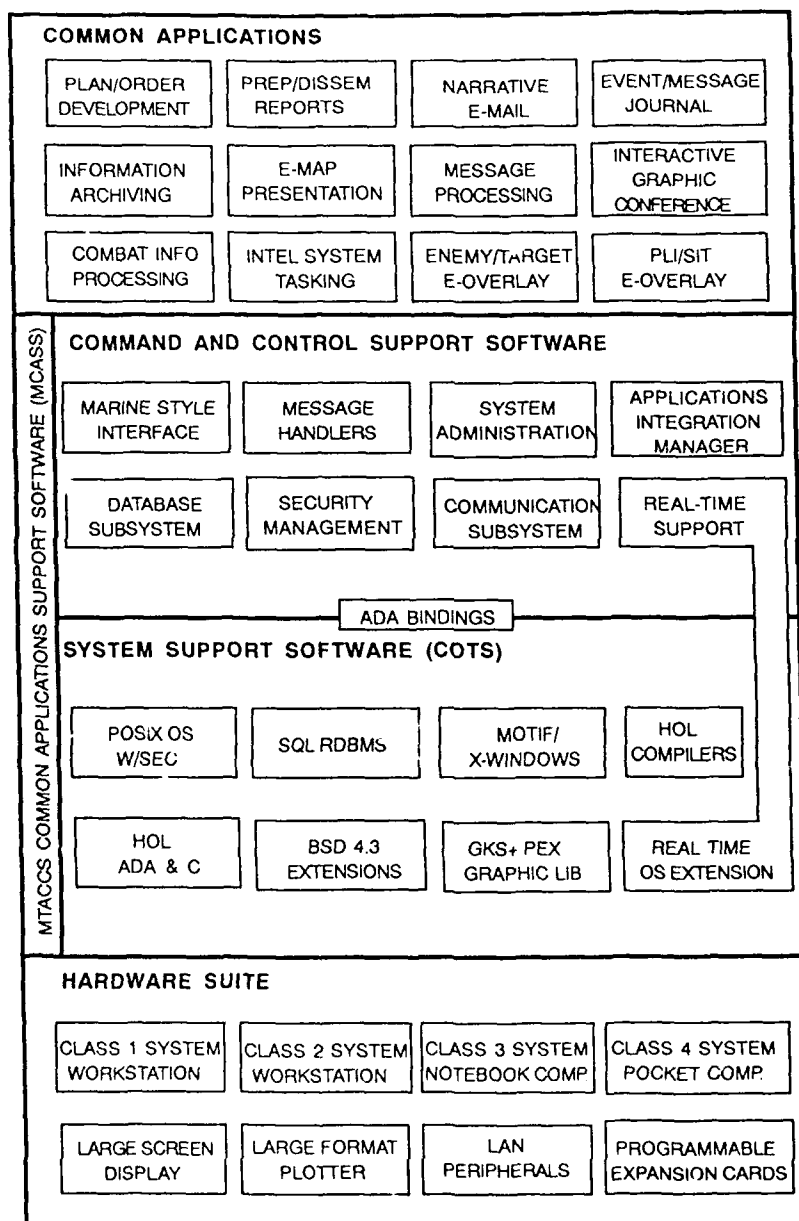 COMMON APPLICATIONS
PLAN/ORDER
DEVELOPMENT
PREP/DISSEM
REPORTS
NARRATIVE
E-MAIL
EVENT/MESSAGE
JOURNAL
INFORMATION
ARCHIVING
E-MAP
PRESENTATION
MESSAGE
PROCESSING
INTERACTIVE
GRAPHIC
CONFERENCE
COMBAT INFO
PROCESSING
INTEL SYSTEM
TASKING
ENEMY/TARGET
E-OVERLAY
PLI/SIT
E-OVERLAY
MTACCS COMMON APPLICATIONS SUPPORT SOFTWARE (MCASS)
COMMAND AND CONTROL SUPPORT SOFTWARE
MARINE STYLE
INTERFACE
MESSAGE
HANDLERS
SYSTEM
ADMINISTRATION
APPLICATIONS
INTEGRATION
MANAGER
DATABASE
SUBSYSTEM
SECURITY
MANAGEMENT
COMMUNICATION
SUBSYSTEM
REAL-TIME
SUPPORT
ADA BINDINGS
SYSTEM SUPPORT SOFTWARE (COTS)
POSIX OS
W/SEC
SQL RDBMS
MOTIF/
X-WINDOWS
HOL
COMPILERS
HOL
ADA & C
BSD 4.3
EXTENSIONS
GKS+ PEX
GRAPHIC LIB
REAL TIME
OS EXTENSION
HARDWARE SUITE
CLASS 1 SYSTEM
WORKSTATION
CLASS 2 SYSTEM
WORKSTATION
CLASS 3 SYSTEM
NOTEBOOK COMP.
CLASS 4 SYSTEM
POCKET COMP.
LARGE SCREEN
DISPLAY
LARGE FORMAT
PLOTTER
LAN
PERIPHERALS
PROGRAMMABLE
EXPANSION CARDS